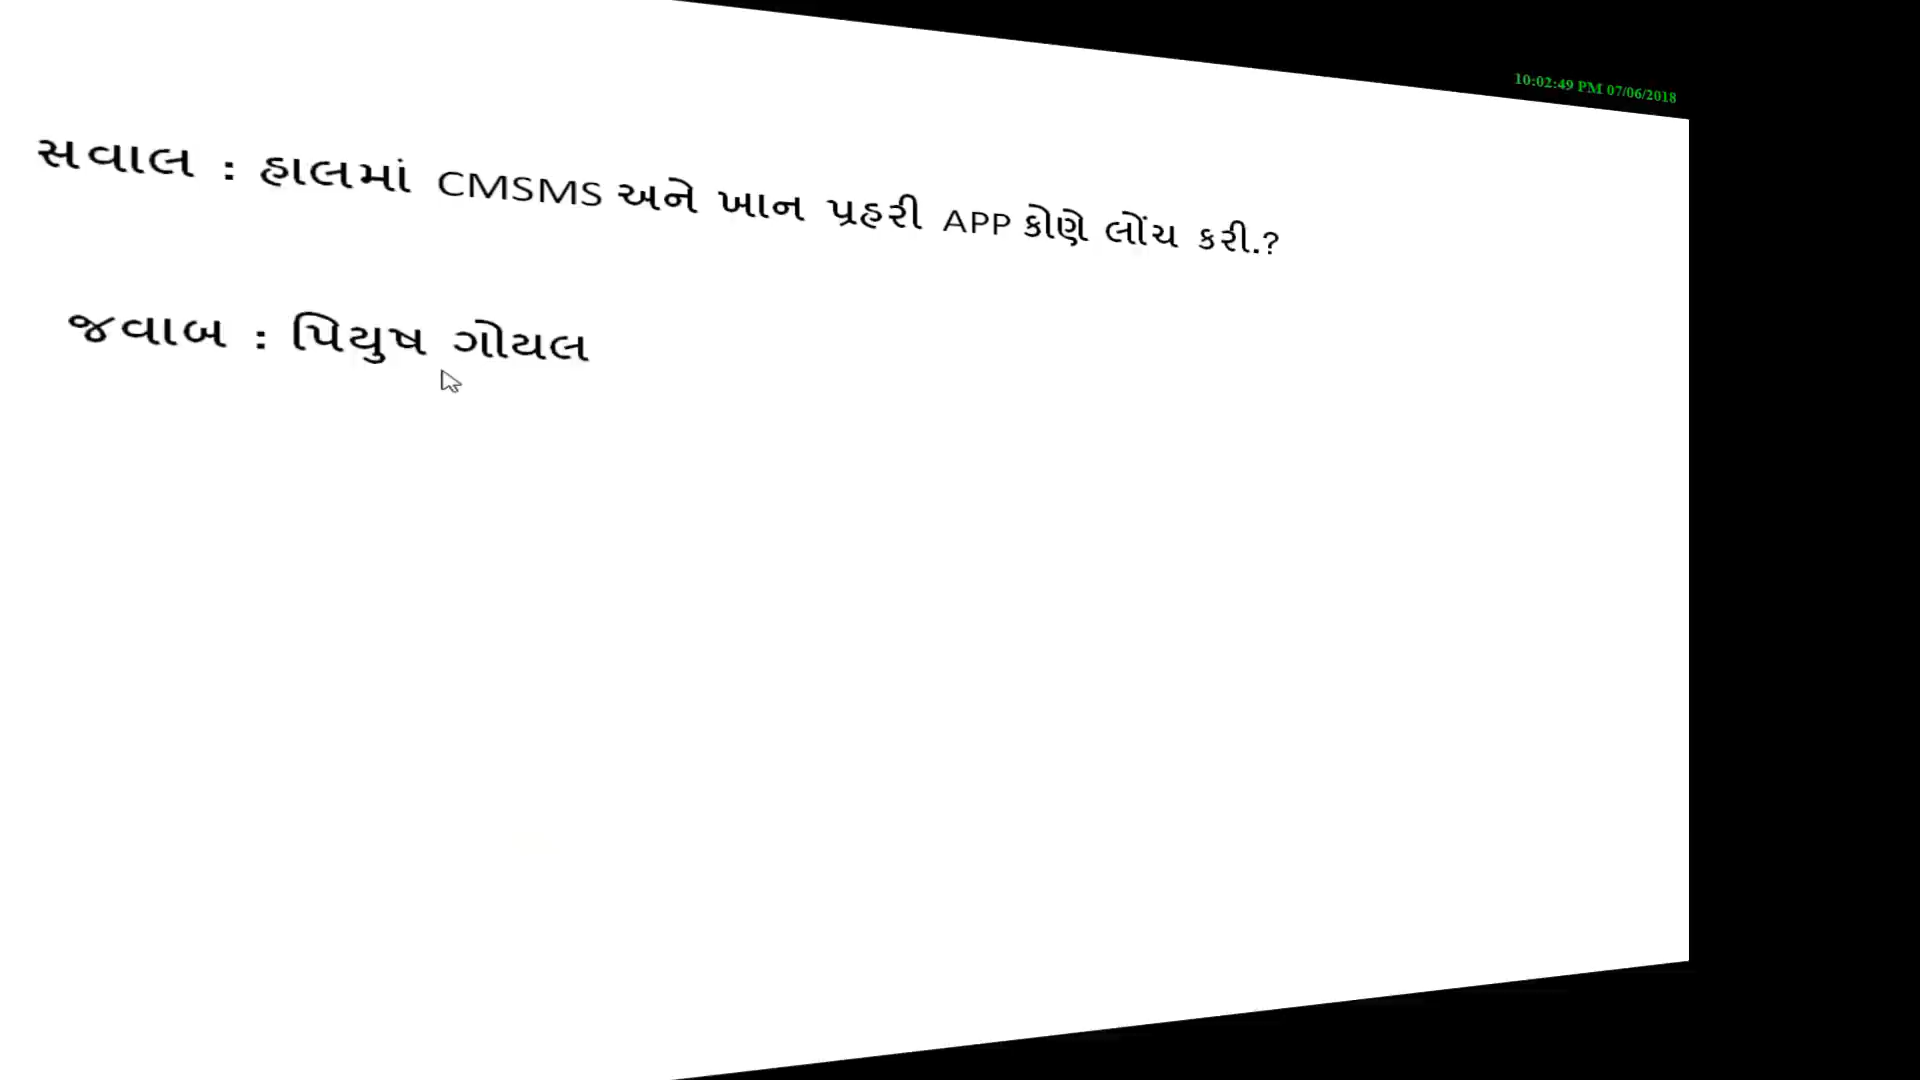 10:02:49 PM 07/06/2018
સવાલ : હાલમાં CMSMS અને ખાન પ્રહરી APP કોણે લોંચ કરી.?
જવાબ : પિયુષ ગોયલ